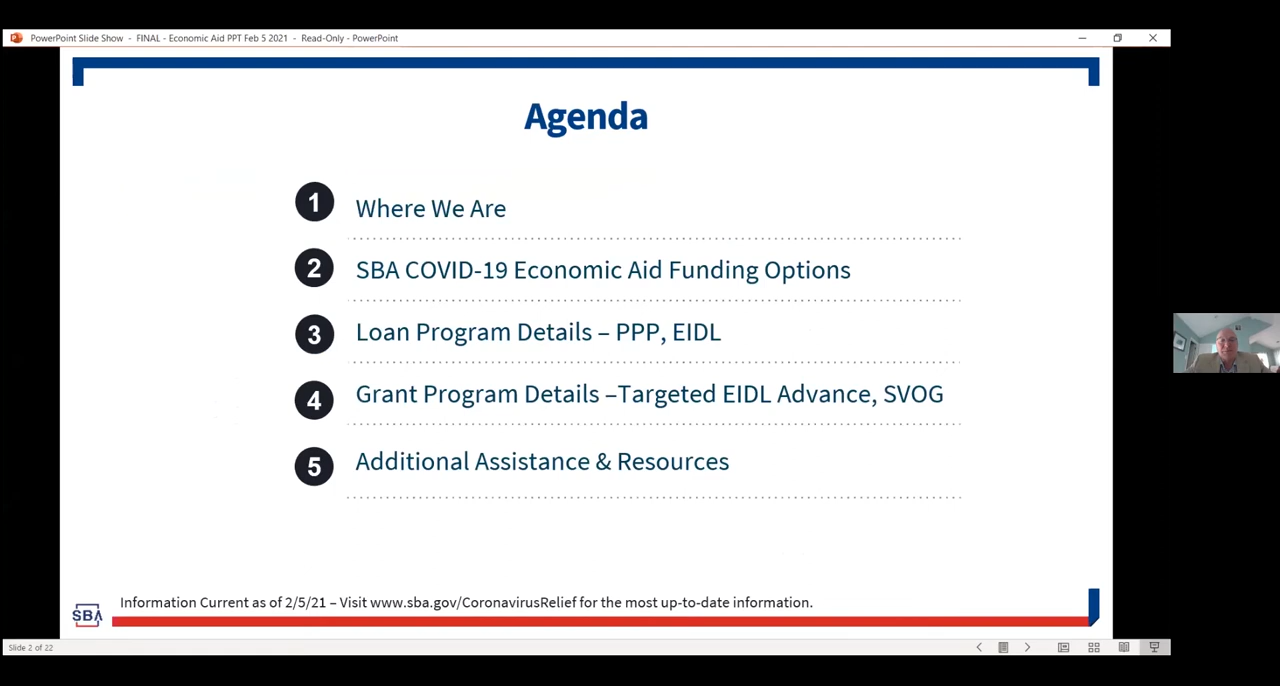 PowerPoint Slide Show - FINAL - Economic Aid PPT Feb 5 2021 - Read-Only - PowerPoint
Agenda
1 Where We Are
2 SBA COVID-19 Economic Aid Funding Options
3 Loan Program Details – PPP, EIDL
4 Grant Program Details –Targeted EIDL Advance, SVOG
5 Additional Assistance & Resources
SBA
Information Current as of 2/5/21 – Visit www.sba.gov/CoronavirusRelief for the most up-to-date information.
Slide 2 of 22